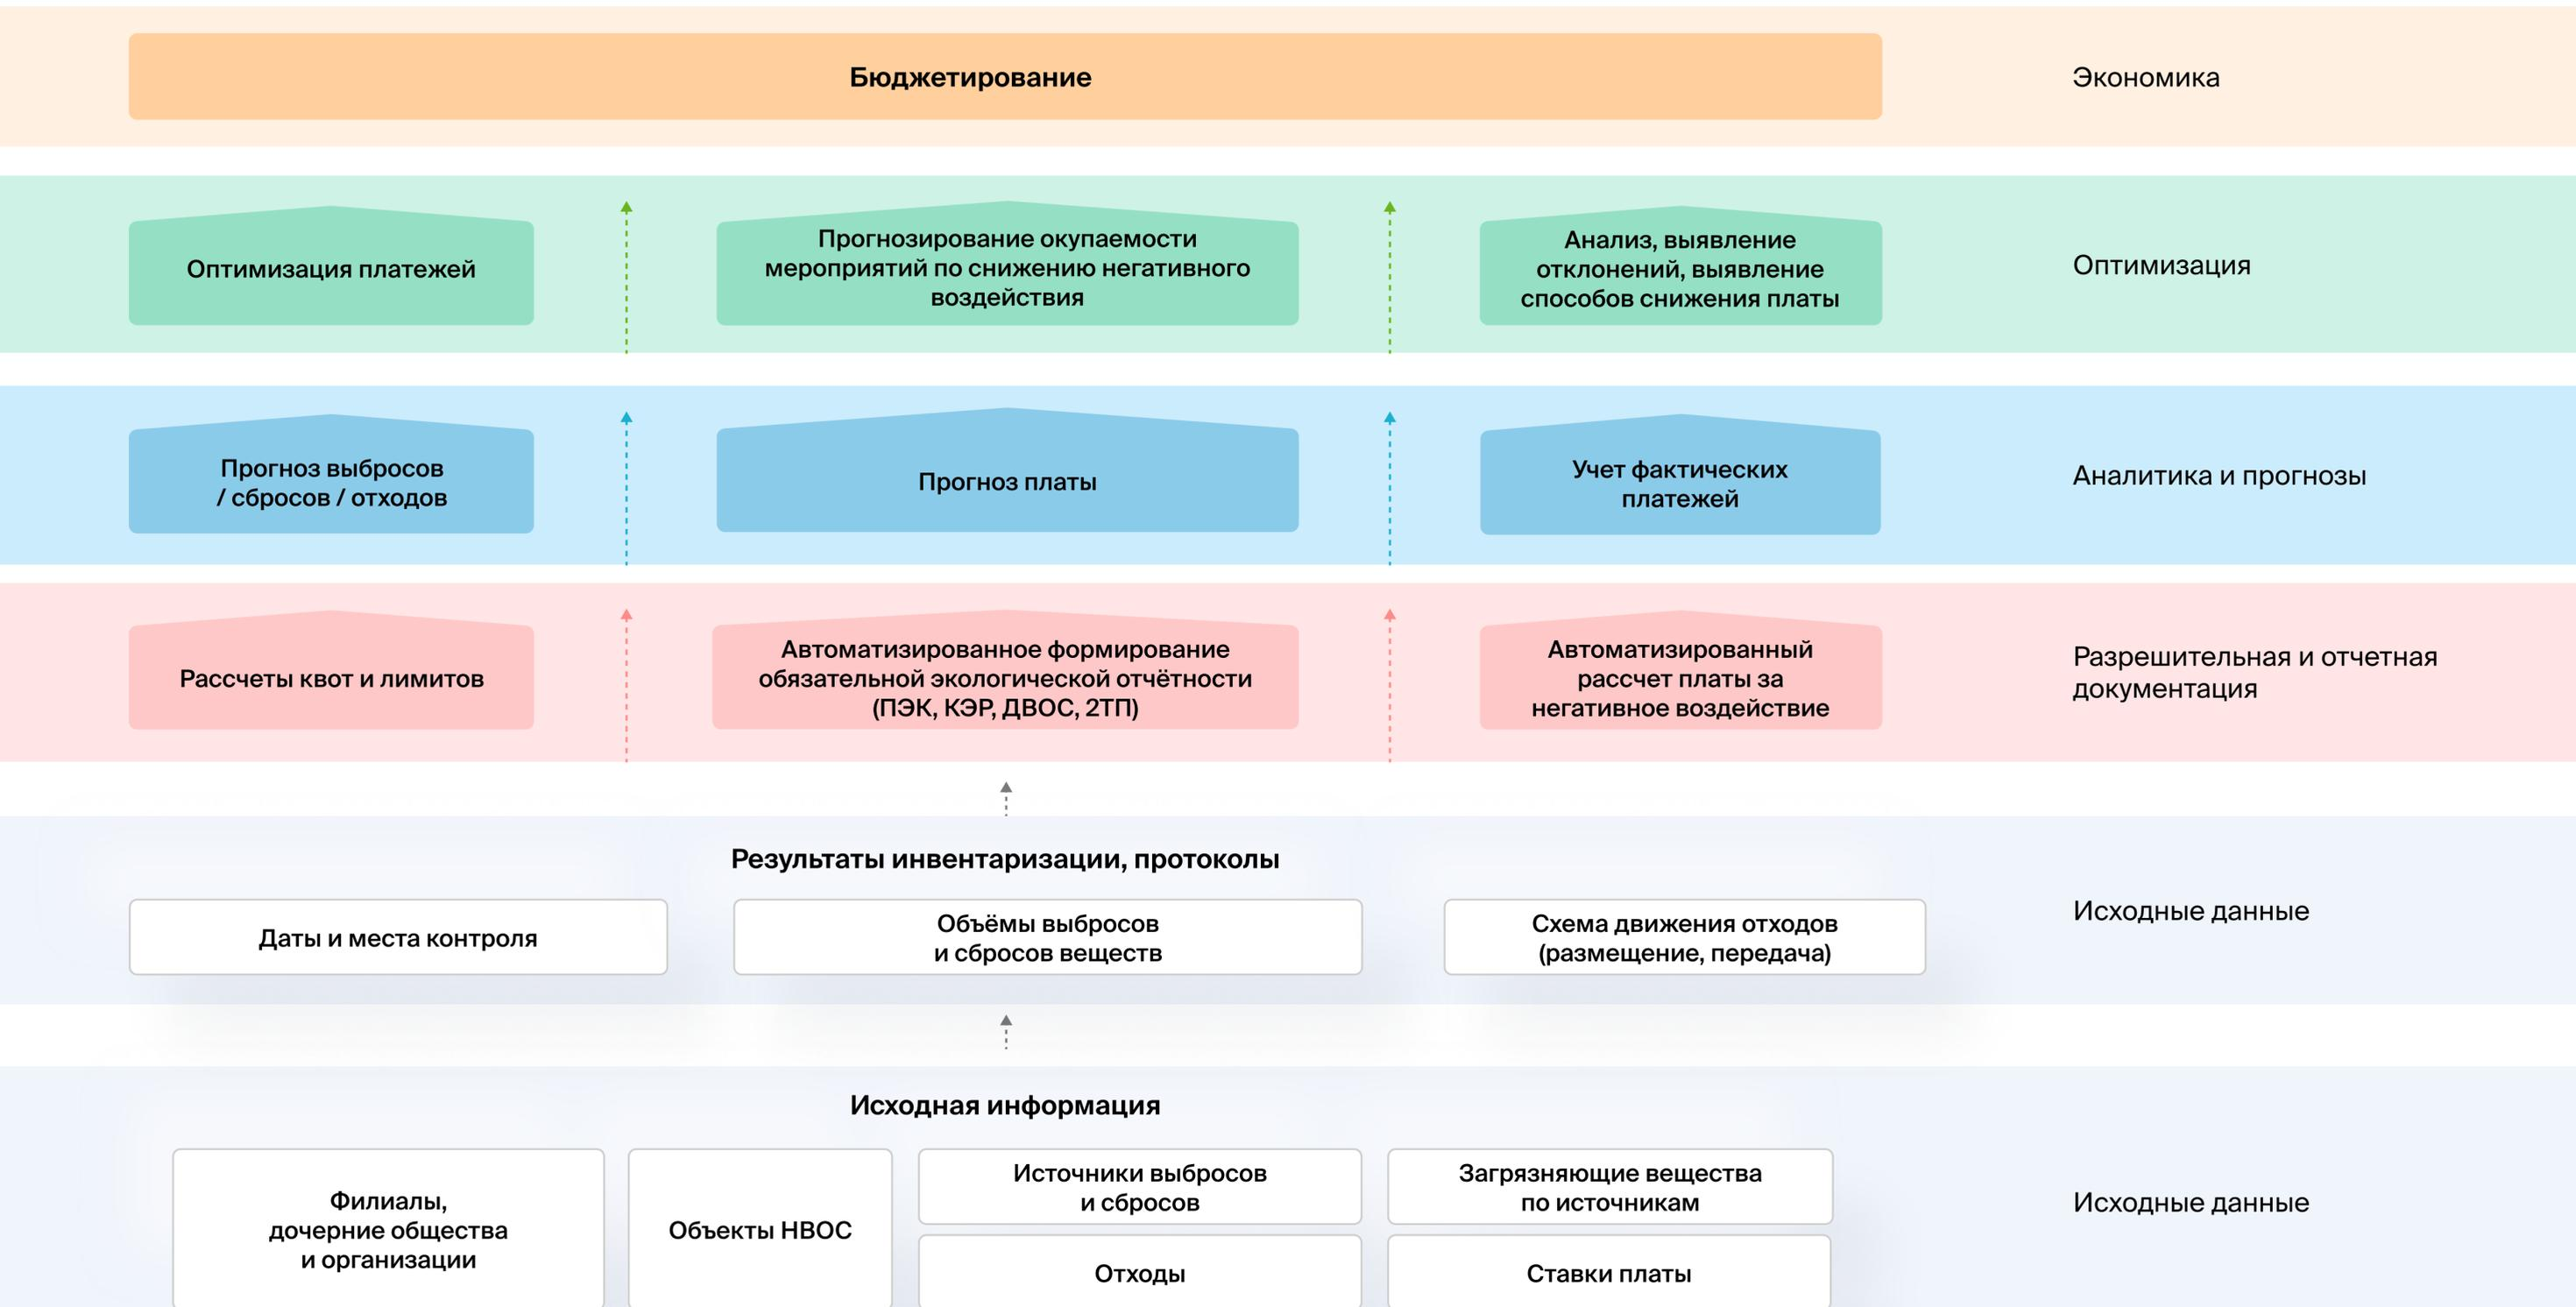 Бюджетирование
Экономика
Оптимизация платежей
Прогнозирование окупаемости
мероприятий по снижению негативного
воздействия
Анализ, выявление
отклонений, выявление
способов снижения платы
Оптимизация
Прогноз выбросов
/ сбросов / отходов
Прогноз платы
Учет фактических
платежей
Аналитика и прогнозы
Рассчеты квот и лимитов
Автоматизированное формирование
обязательной экологической отчётности
(ПЭК, КЭР, ДВОС, 2ТП)
Автоматизированный
рассчет платы за
негативное воздействие
Разрешительная и отчетная
документация
Результаты инвентаризации, протоколы
Даты и места контроля
Объёмы выбросов
и сбросов веществ
Схема движения отходов
(размещение, передача)
Исходные данные
Исходная информация
Филиалы,
дочерние общества
и организации
Объекты НВОС
Источники выбросов
и сбросов
Загрязняющие вещества
по источникам
Отходы
Ставки платы
Исходные данные